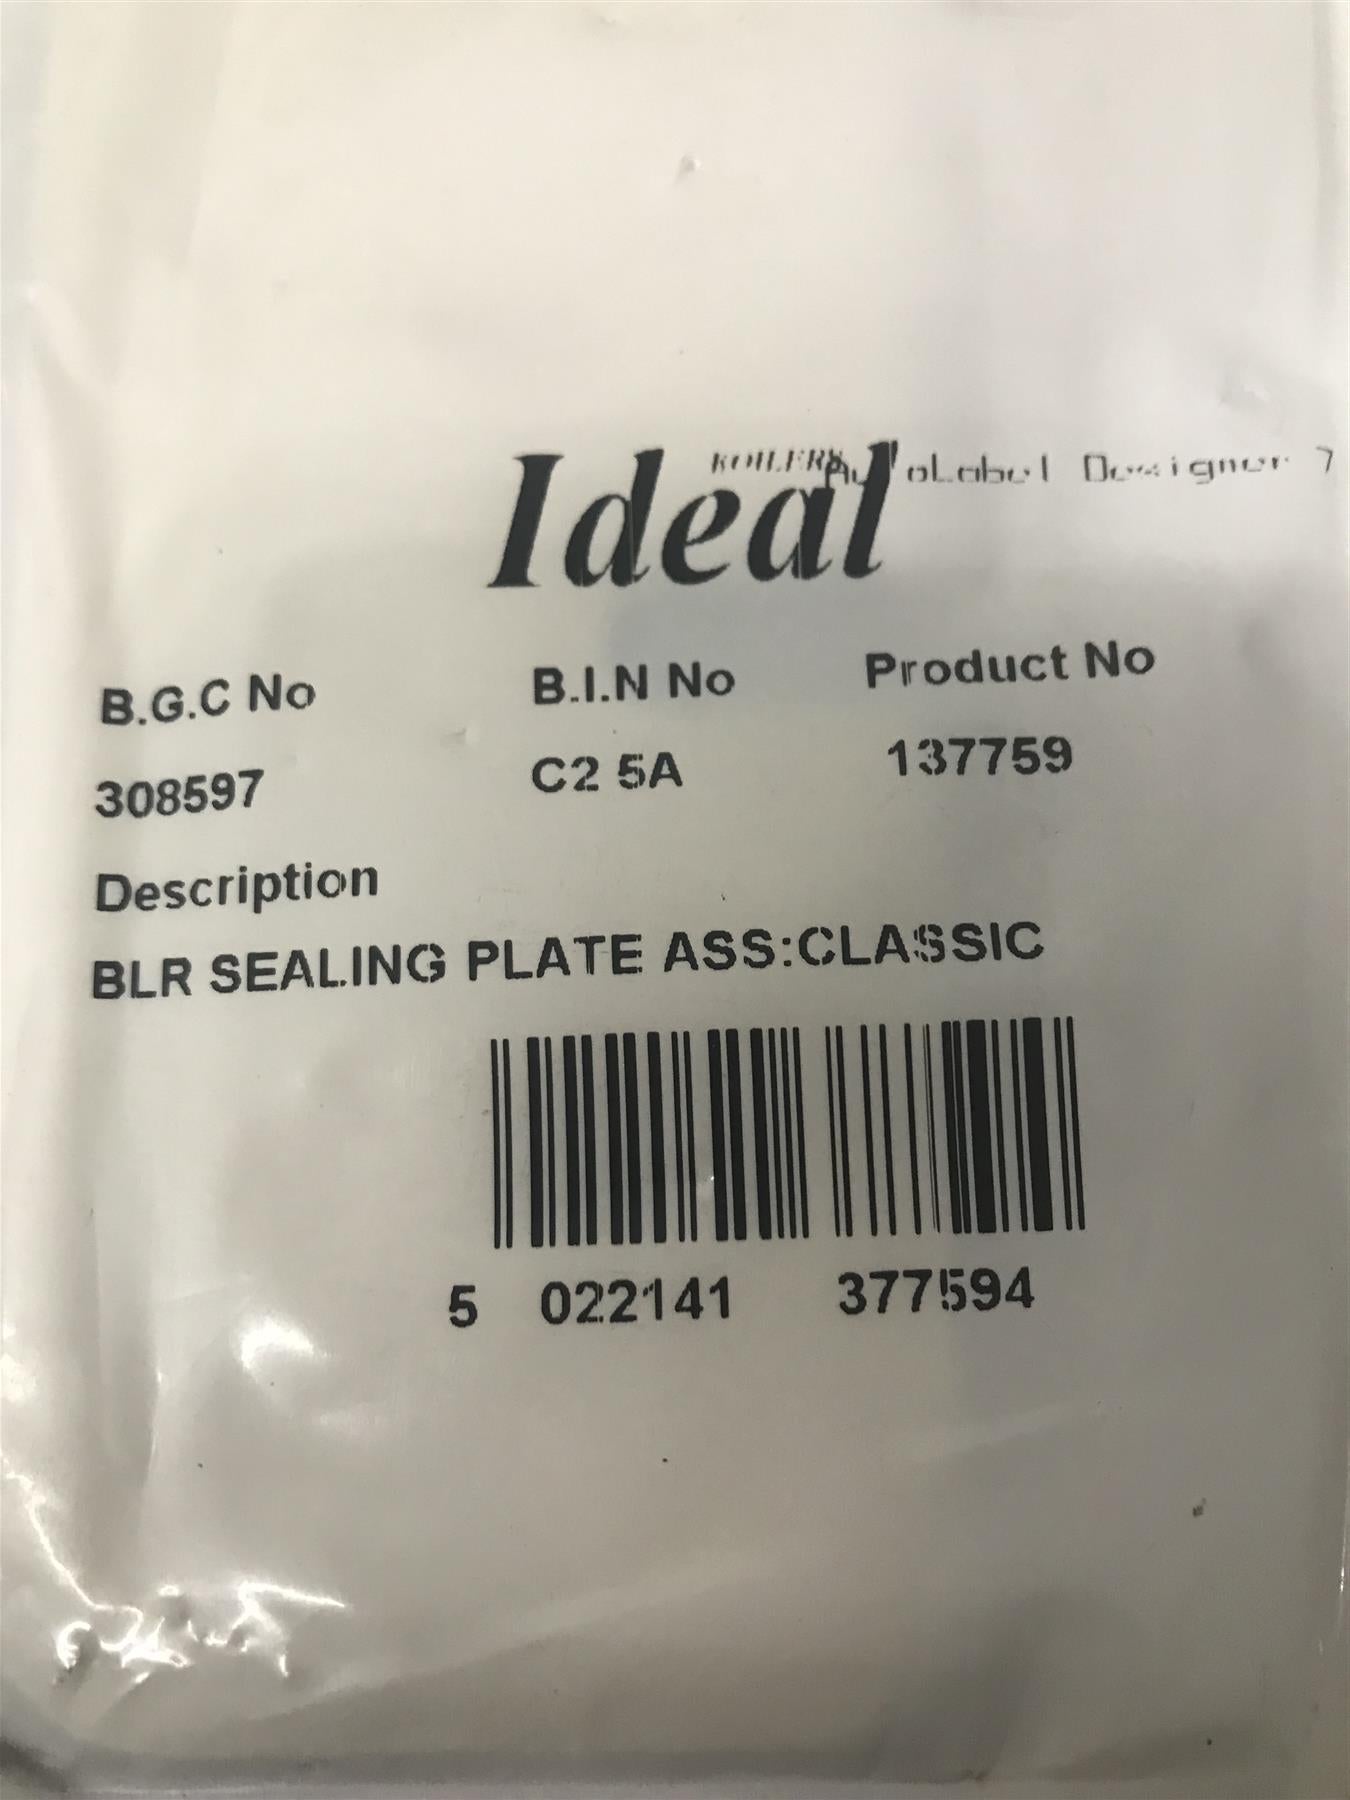 Ideal
B.G.C No B.I.N No Product No
308597 C2 5A 137759
Description
BLR SEALING PLATE ASS:CLASSIC
5 022141 377594